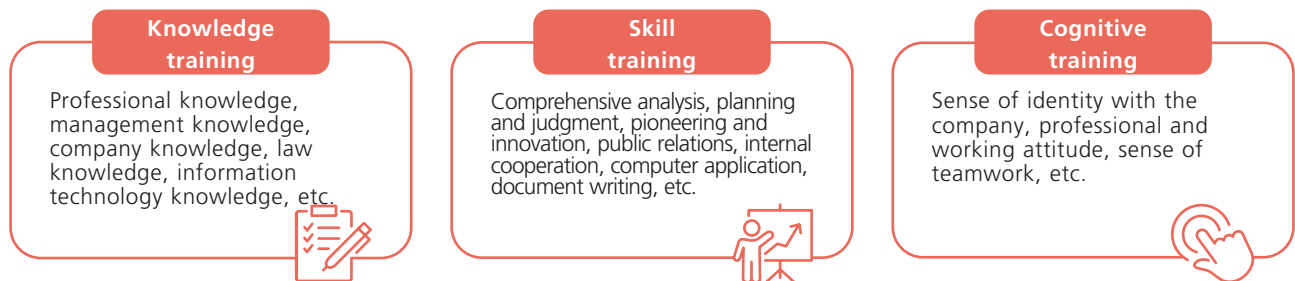 Knowledge
training
Professional knowledge,
management knowledge,
company knowledge, law
knowledge, information
technology knowledge, etc.
Skill
training
Comprehensive analysis, planning
and judgment, pioneering and
innovation, public relations, internal
cooperation, computer application,
document writing, etc.
Cognitive
training
Sense of identity with the
company, professional and
working attitude, sense of
teamwork, etc.